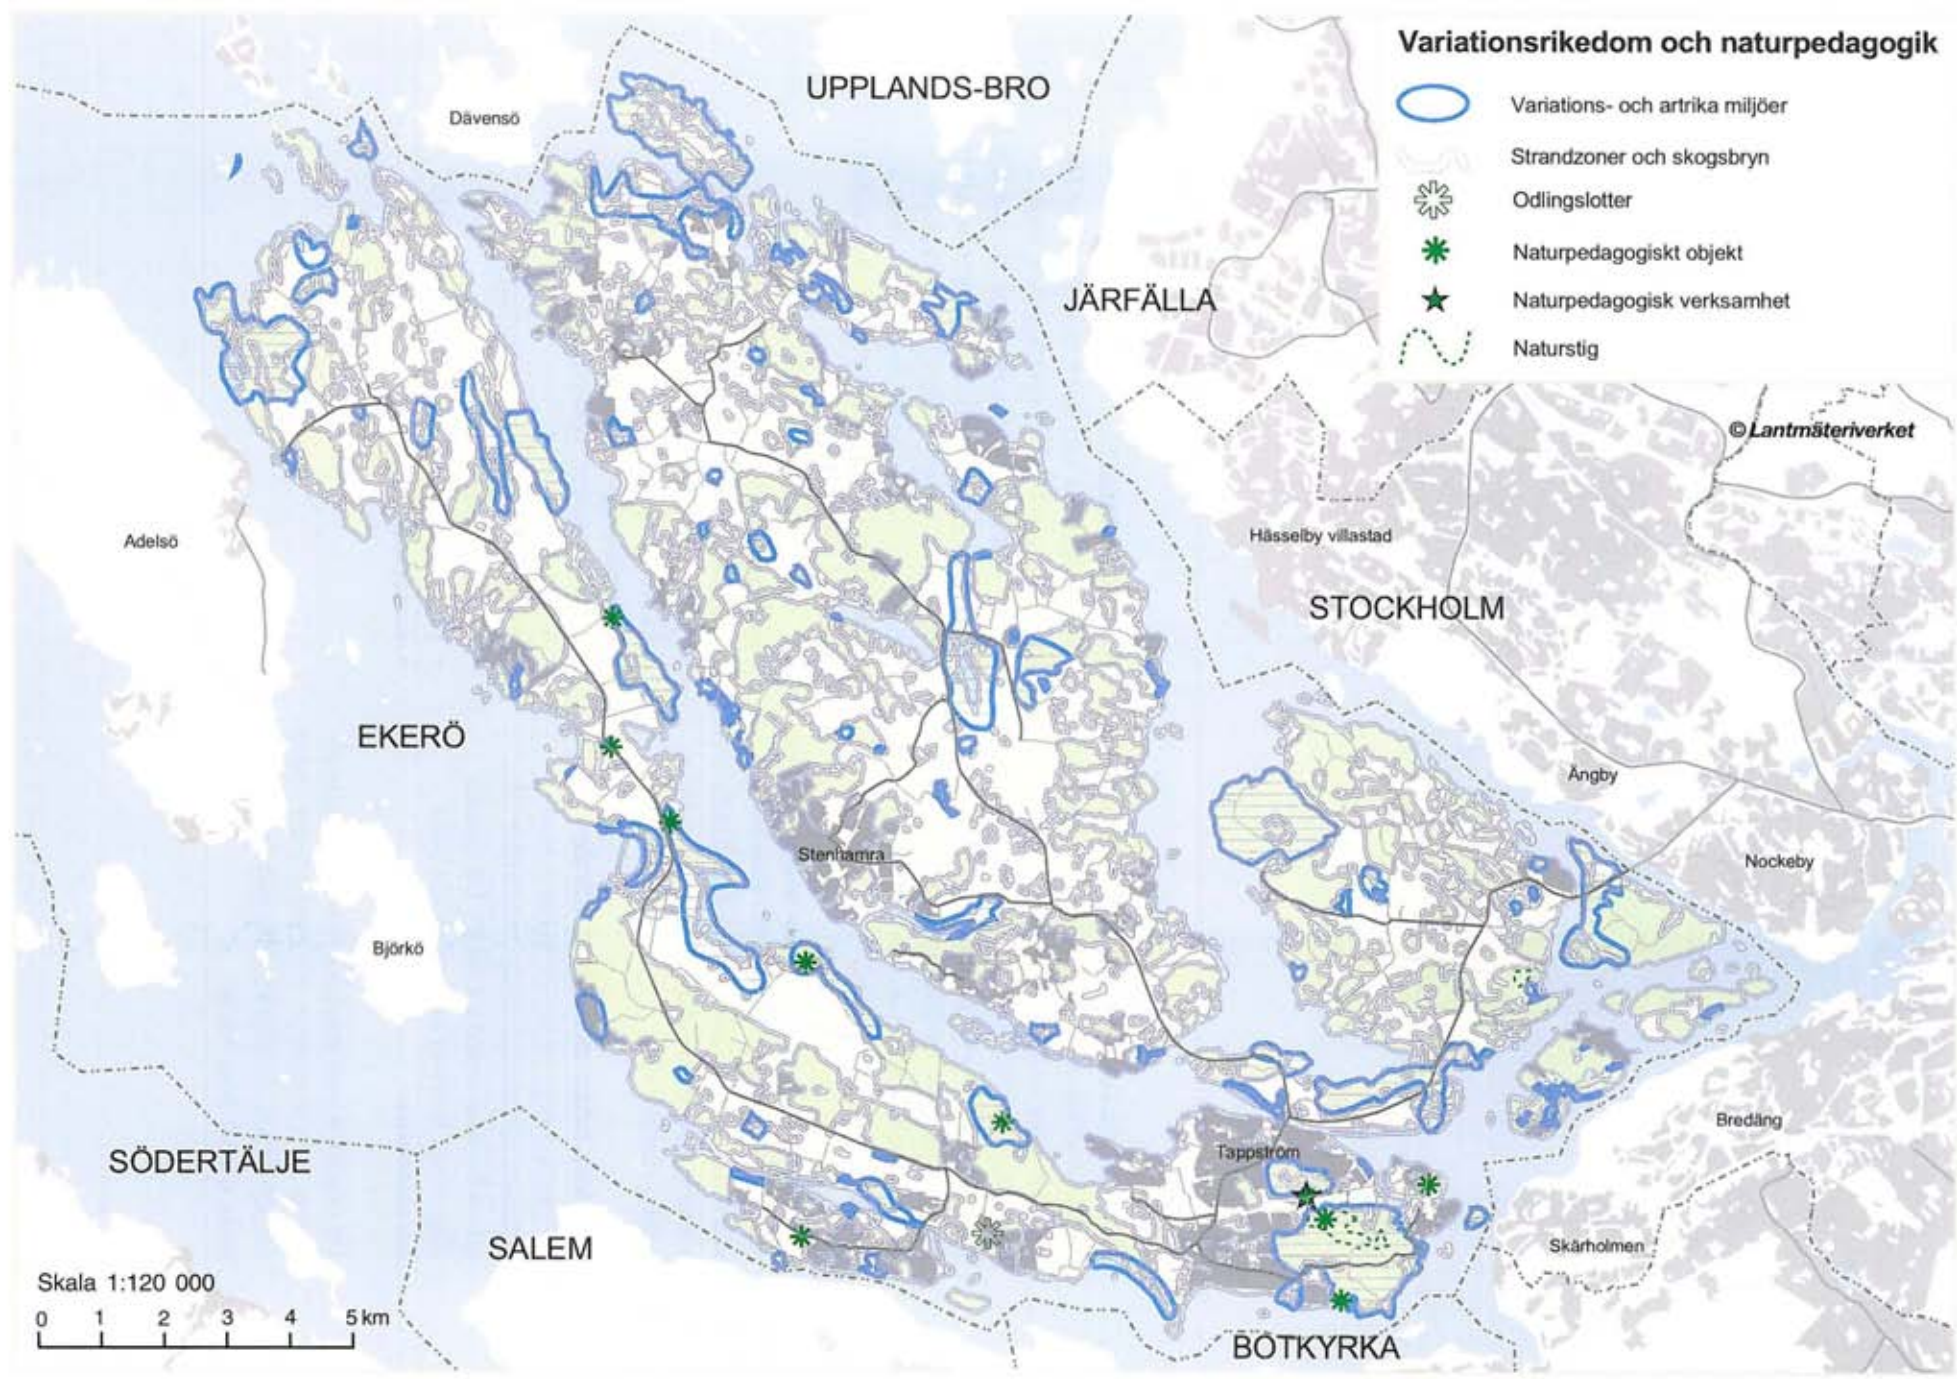 Variationsrikedom och naturpedagogik
Variations- och artrika miljöer
Strandzoner och skogsbryn
Odlingslotter
Naturpedagogiskt objekt
Naturpedagogisk verksamhet
Naturstig
© Lantmäteriverket
UPPLANDS-BRO
Dävensö
JÄRFÄLLA
Hässelby villastad
Adelsö
STOCKHOLM
EKERÖ
Ängby
Stenhamra
Nockeby
Björkö
Bredäng
Tappström
SÖDERTÄLJE
SALEM
Skärholmen
BOTKYRKA
Skala 1:120 000
0 1 2 3 4 5 km